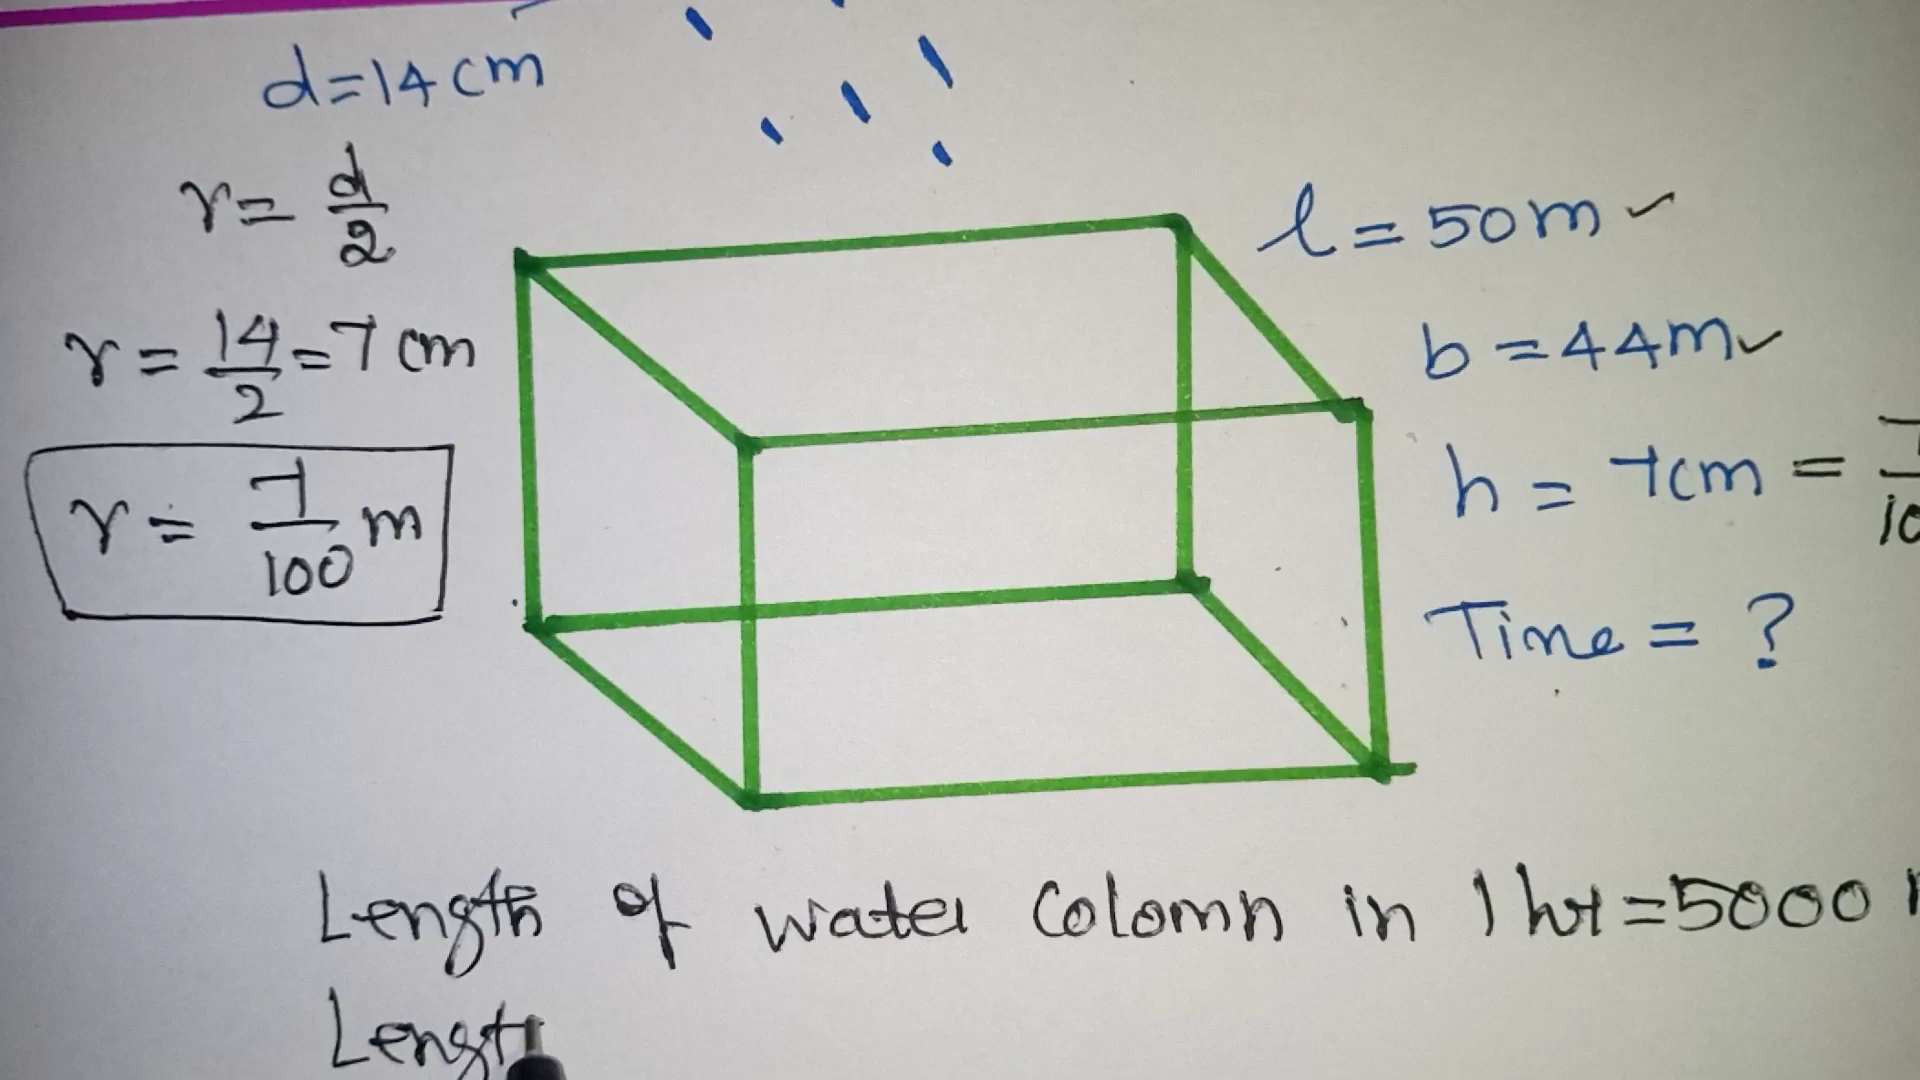 d=14cm
r= d/2
r= 14/2 =7 cm
r= 7/100 m
l=50m
b=44m
h=7cm =
Time= ?
Length of water Colomn in 1 hr=5000